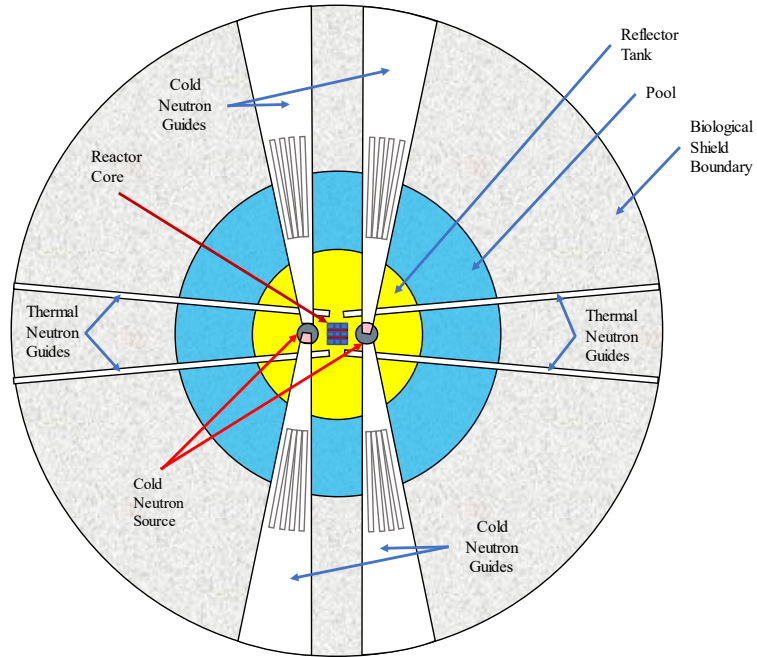 Reflector
Tank
Cold
Neutron
Guides
Pool
Biological
Shield
Boundary
Reactor
Core
Thermal
Neutron
Guides
Thermal
Neutron
Guides
Cold
Neutron
Source
Cold
Neutron
Guides